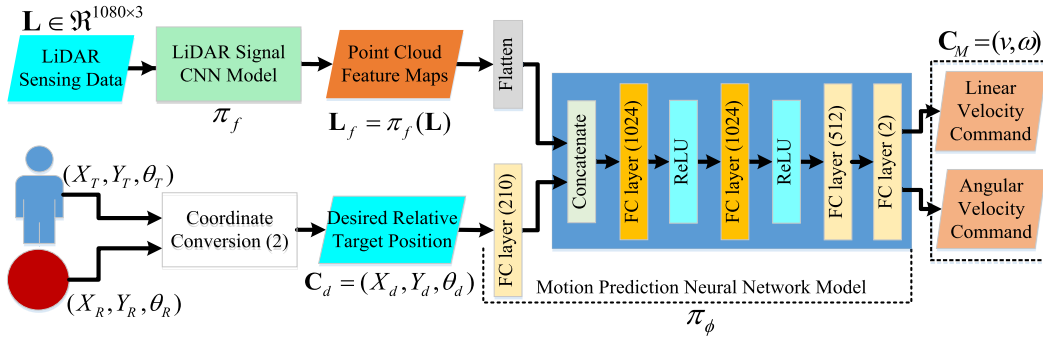 L ∈ ℜ^{1080×3}
LiDAR
Sensing Data
LiDAR Signal
CNN Model
π_f
Point Cloud
Feature Maps
L_f = π_f(L)
Flatten
(X_T, Y_T, θ_T)
(X_R, Y_R, θ_R)
Coordinate
Conversion (2)
Desired Relative
Target Position
C_d = (X_d, Y_d, θ_d)
FC layer (210)
Concatenate
FC layer (1024)
ReLU
FC layer (1024)
ReLU
FC layer (512)
FC layer (2)
Motion Prediction Neural Network Model
π_ϕ
C_M = (v, ω)
Linear
Velocity
Command
Angular
Velocity
Command